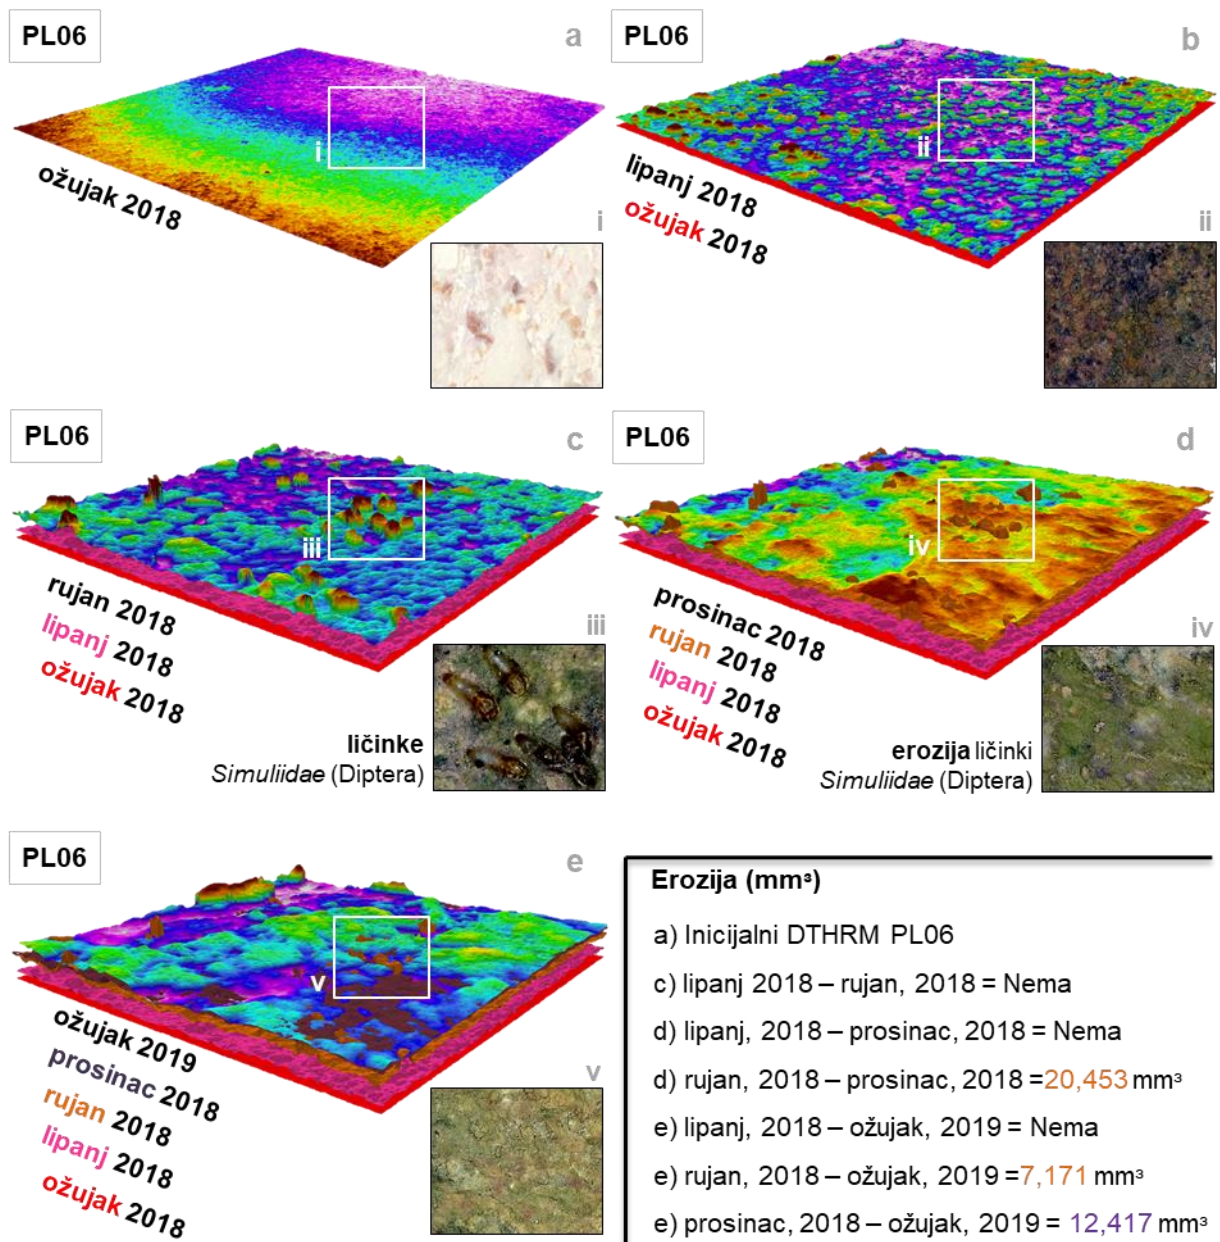 PL06
a
i
ožujak 2018
i
PL06
b
ii
lipanj 2018
ožujak 2018
ii
PL06
c
iii
rujan 2018
lipanj 2018
ožujak 2018
iii
ličinke
Simuliidae (Diptera)
PL06
d
iv
prosinac 2018
rujan 2018
lipanj 2018
ožujak 2018
iv
erozija ličinki
Simuliidae (Diptera)
PL06
e
v
ožujak 2019
prosinac 2018
rujan 2018
lipanj 2018
ožujak 2018
v
Erozija (mm³)
a) Inicijalni DTHRM PL06
c) lipanj 2018 – rujan, 2018 = Nema
d) lipanj, 2018 – prosinac, 2018 = Nema
d) rujan, 2018 – prosinac, 2018 =20,453 mm³
e) lipanj, 2018 – ožujak, 2019 = Nema
e) rujan, 2018 – ožujak, 2019 =7,171 mm³
e) prosinac, 2018 – ožujak, 2019 = 12,417 mm³